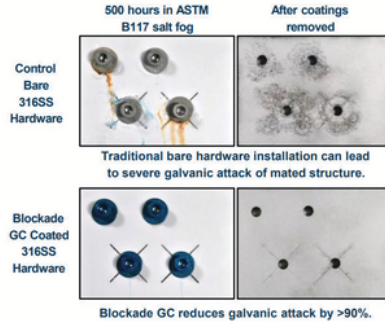 500 hours in ASTM
B117 salt fog
After coatings
removed
Control
Bare
316SS
Hardware
Traditional bare hardware installation can lead
to severe galvanic attack of mated structure.
Blockade
GC Coated
316SS
Hardware
Blockade GC reduces galvanic attack by >90%.